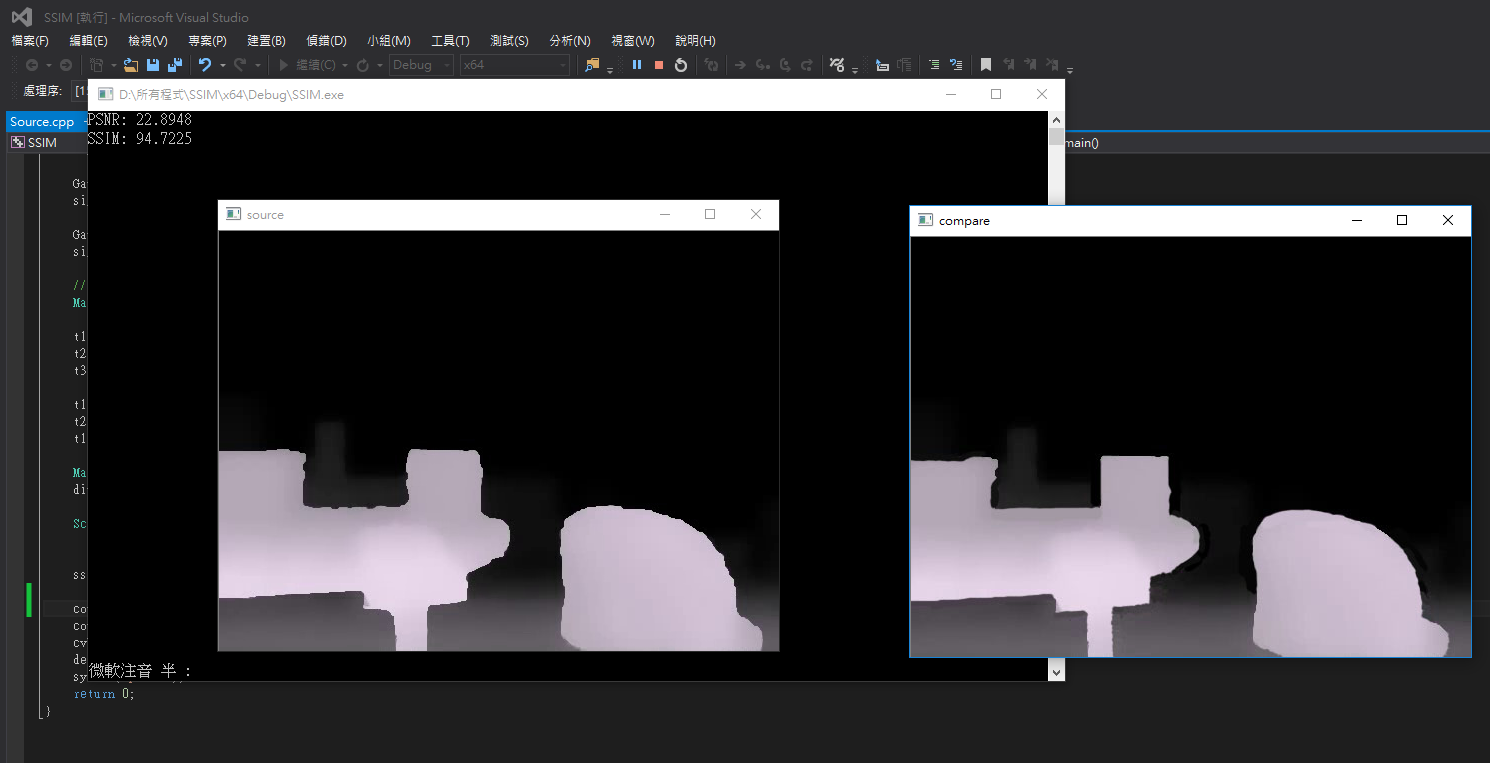 SSIM [執行] - Microsoft Visual Studio
檔案(F) 編輯(E) 檢視(V) 專案(P) 建置(B) 偵錯(D) 小組(M) 工具(T) 測試(S) 分析(N) 視窗(W) 說明(H)
繼續(C) Debug x64
處理序: [1
D:\所有程式\SSIM\x64\Debug\SSIM.exe
Source.cpp
PSNR: 22.8948
SSIM
SSIM: 94.7225
main()
Ga
si
source
compare
Ga
si
//
Ma
t1
t2
t3
t1
t2
t1
Ma
di
Sc
ss
co
co
cv
de
微軟注音 半 :
sy
return 0;
}